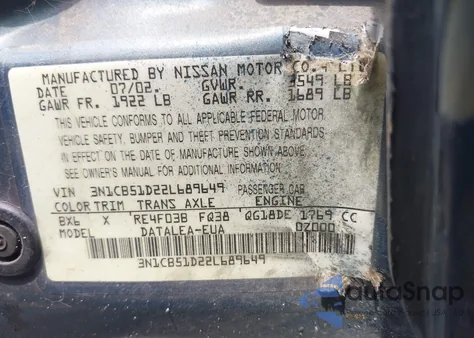 MANUFACTURED BY NISSAN MOTOR CO., LTD
DATE 07/02. GVWR. 3549 LB
GAWR FR. 1922 LB GAWR RR. 1689 LB
THIS VEHICLE CONFORMS TO ALL APPLICABLE FEDERAL MOTOR
VEHICLE SAFETY, BUMPER AND THEFT PREVENTION STANDARDS
IN EFFECT ON THE DATE OF MANUFACTURE SHOWN ABOVE.
SEE OWNER'S MANUAL FOR ADDITIONAL INFORMATION
VIN 3N1CB51D22L689649 PASSENGER CAR
COLOR TRIM TRANS AXLE ENGINE
BX6 X RE4F03B FQ38 QG18DE 1769 CC
MODEL DATALEA-EUA 0Z000
3N1CB51D22L689649
autoSnap